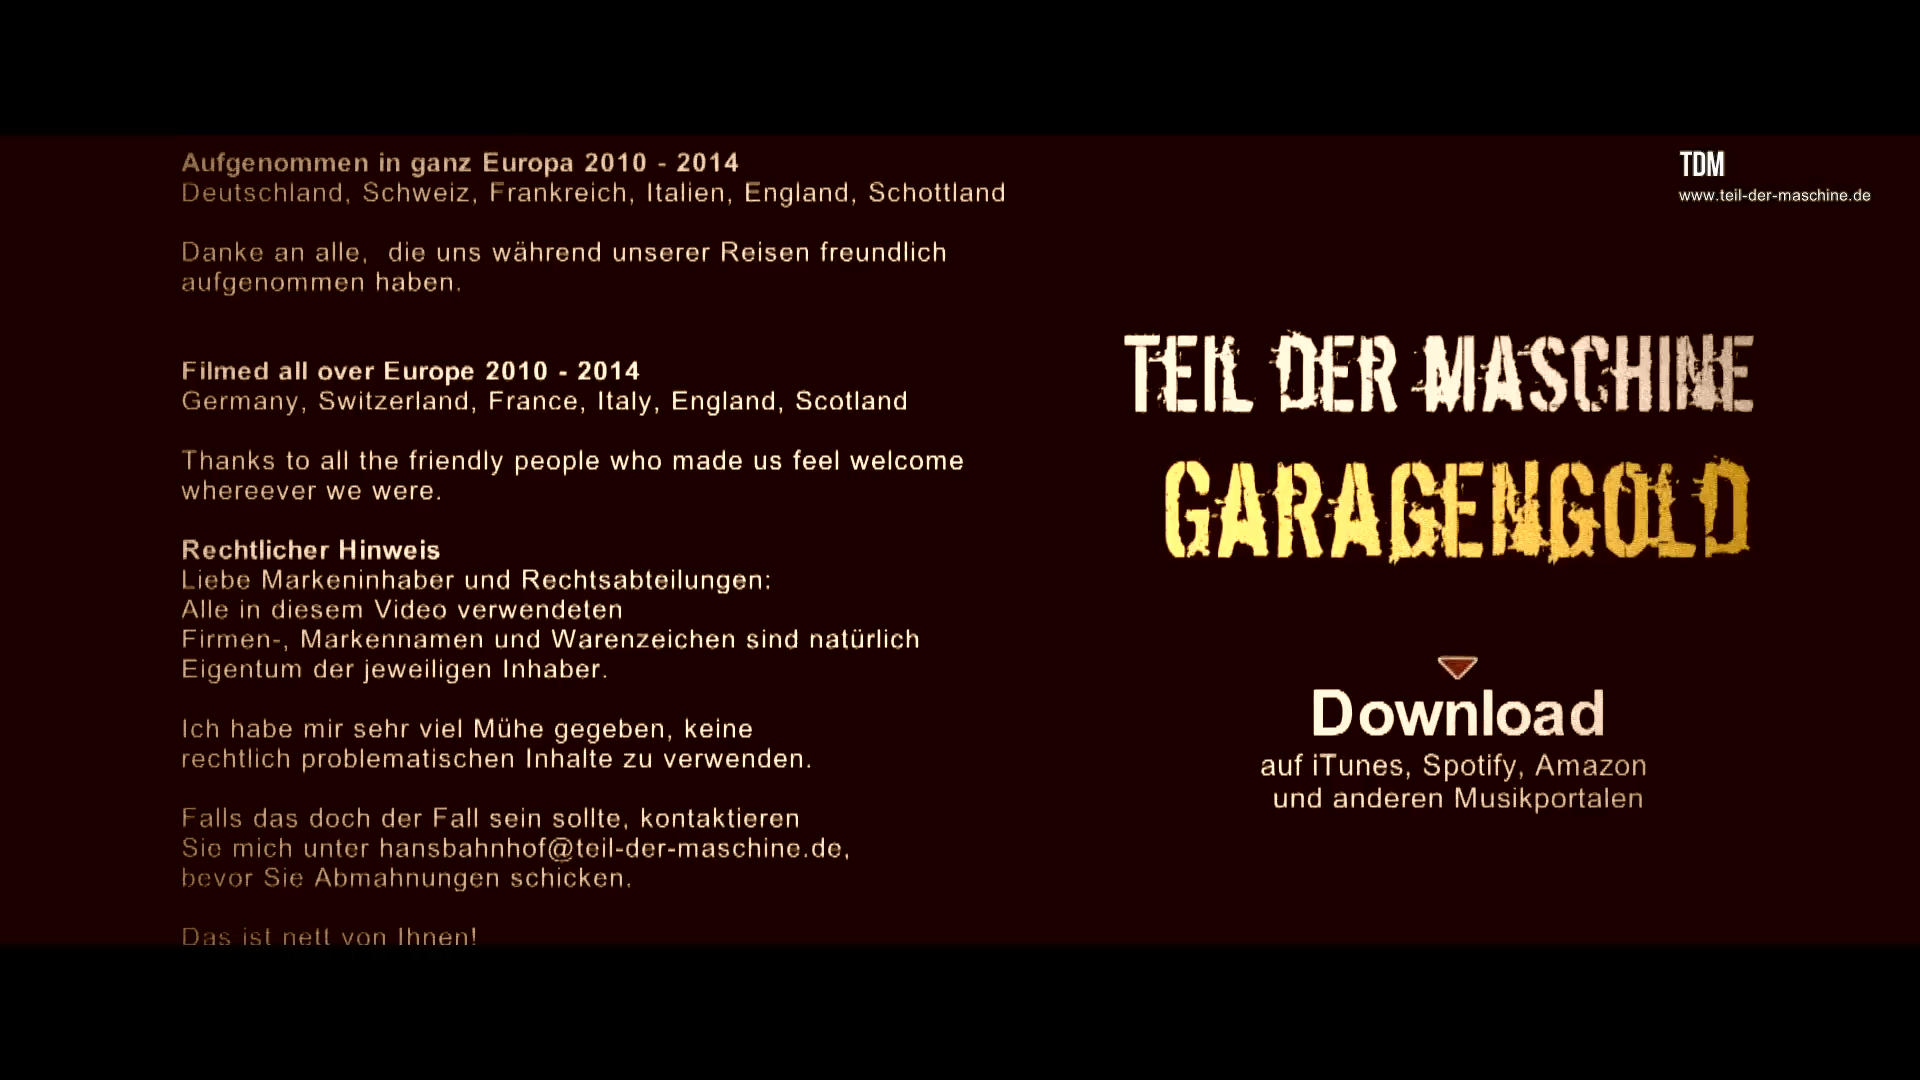 Aufgenommen in ganz Europa 2010 - 2014
Deutschland, Schweiz, Frankreich, Italien, England, Schottland
Danke an alle,  die uns während unserer Reisen freundlich
aufgenommen haben.
Filmed all over Europe 2010 - 2014
Germany, Switzerland, France, Italy, England, Scotland
Thanks to all the friendly people who made us feel welcome
whereever we were.
Rechtlicher Hinweis
Liebe Markeninhaber und Rechtsabteilungen:
Alle in diesem Video verwendeten
Firmen-, Markennamen und Warenzeichen sind natürlich
Eigentum der jeweiligen Inhaber.
Ich habe mir sehr viel Mühe gegeben, keine
rechtlich problematischen Inhalte zu verwenden.
Falls das doch der Fall sein sollte, kontaktieren
Sie mich unter hansbahnhof@teil-der-maschine.de,
bevor Sie Abmahnungen schicken.
Das ist nett von Ihnen!
TDM
www.teil-der-maschine.de
TEIL DER MASCHINE
GARAGENGOLD
Download
auf iTunes, Spotify, Amazon
und anderen Musikportalen